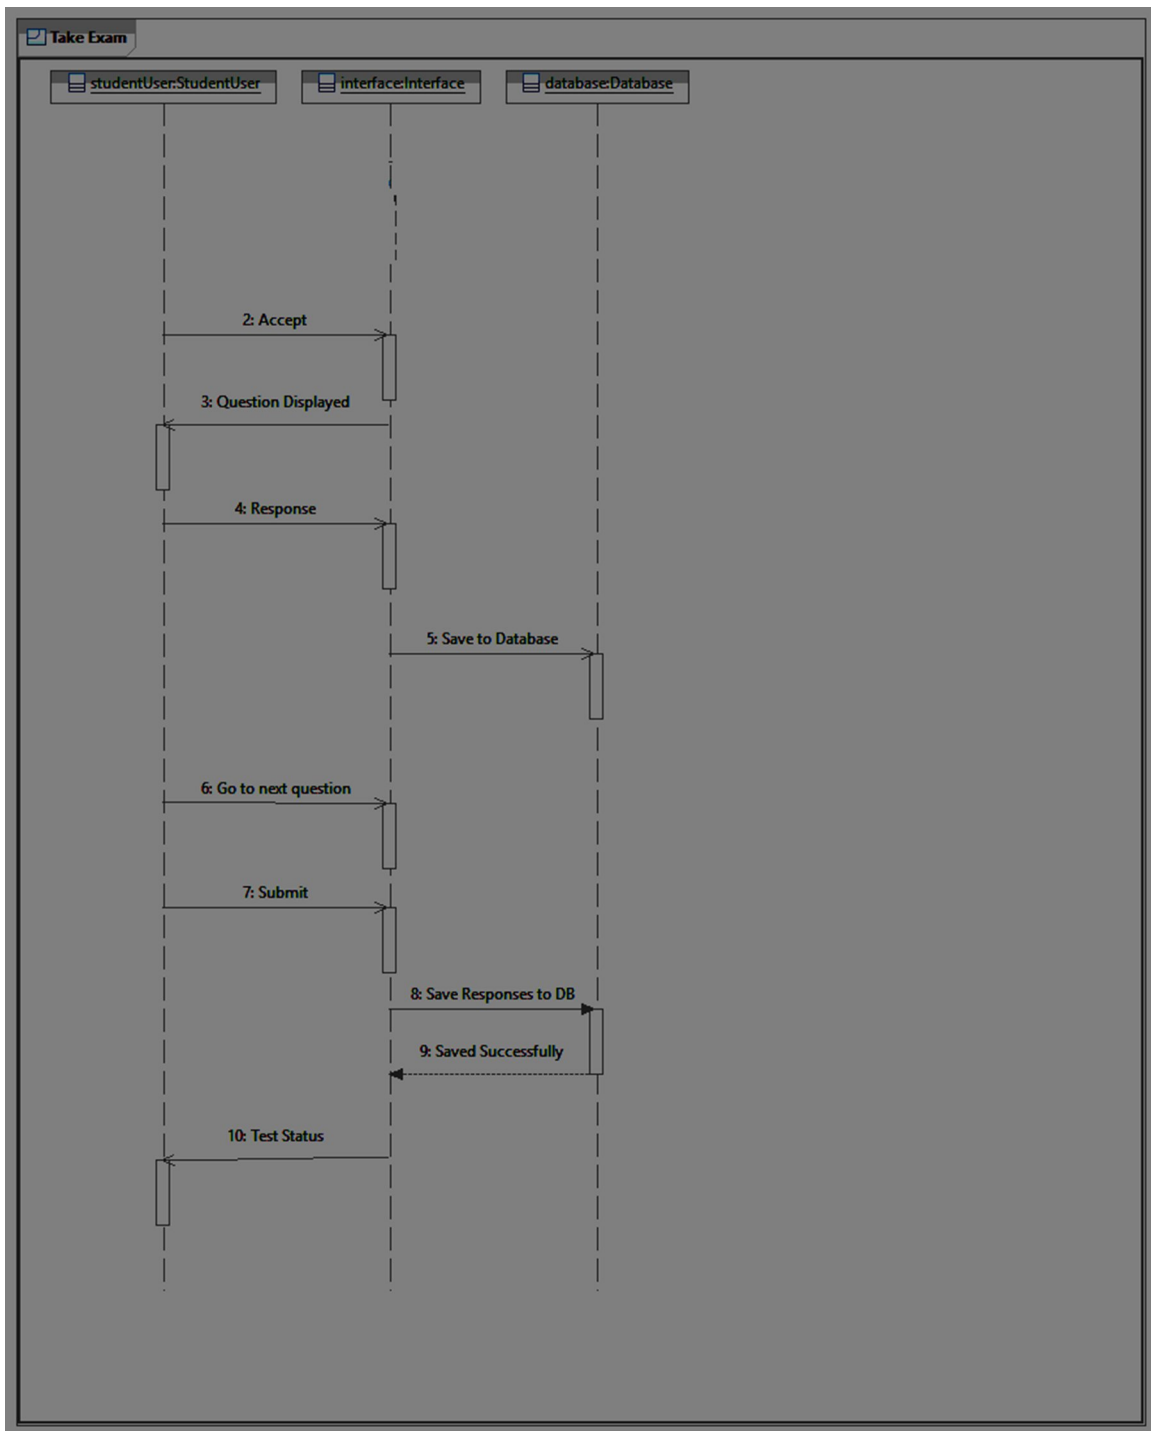 Take Exam
studentUser:StudentUser
interface:Interface
database:Database
2: Accept
3: Question Displayed
4: Response
5: Save to Database
6: Go to next question
7: Submit
8: Save Responses to DB
9: Saved Successfully
10: Test Status